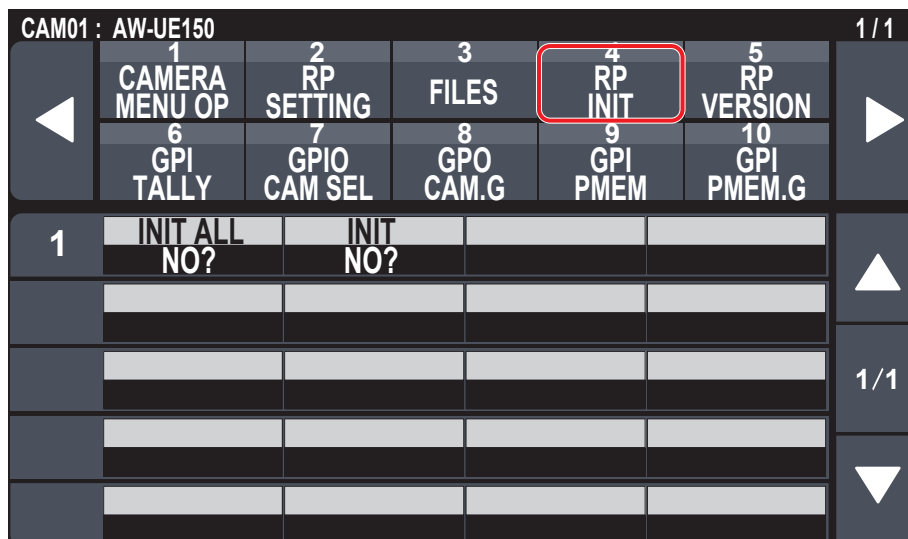 CAM01 : AW-UE150 1 / 1
1 2 3 4 5
CAMERA MENU OP RP SETTING FILES RP INIT RP VERSION
6 7 8 9 10
GPI TALLY GPIO CAM SEL GPO CAM.G GPI PMEM GPI PMEM.G
1 INIT ALL INIT
NO? NO?
1/1